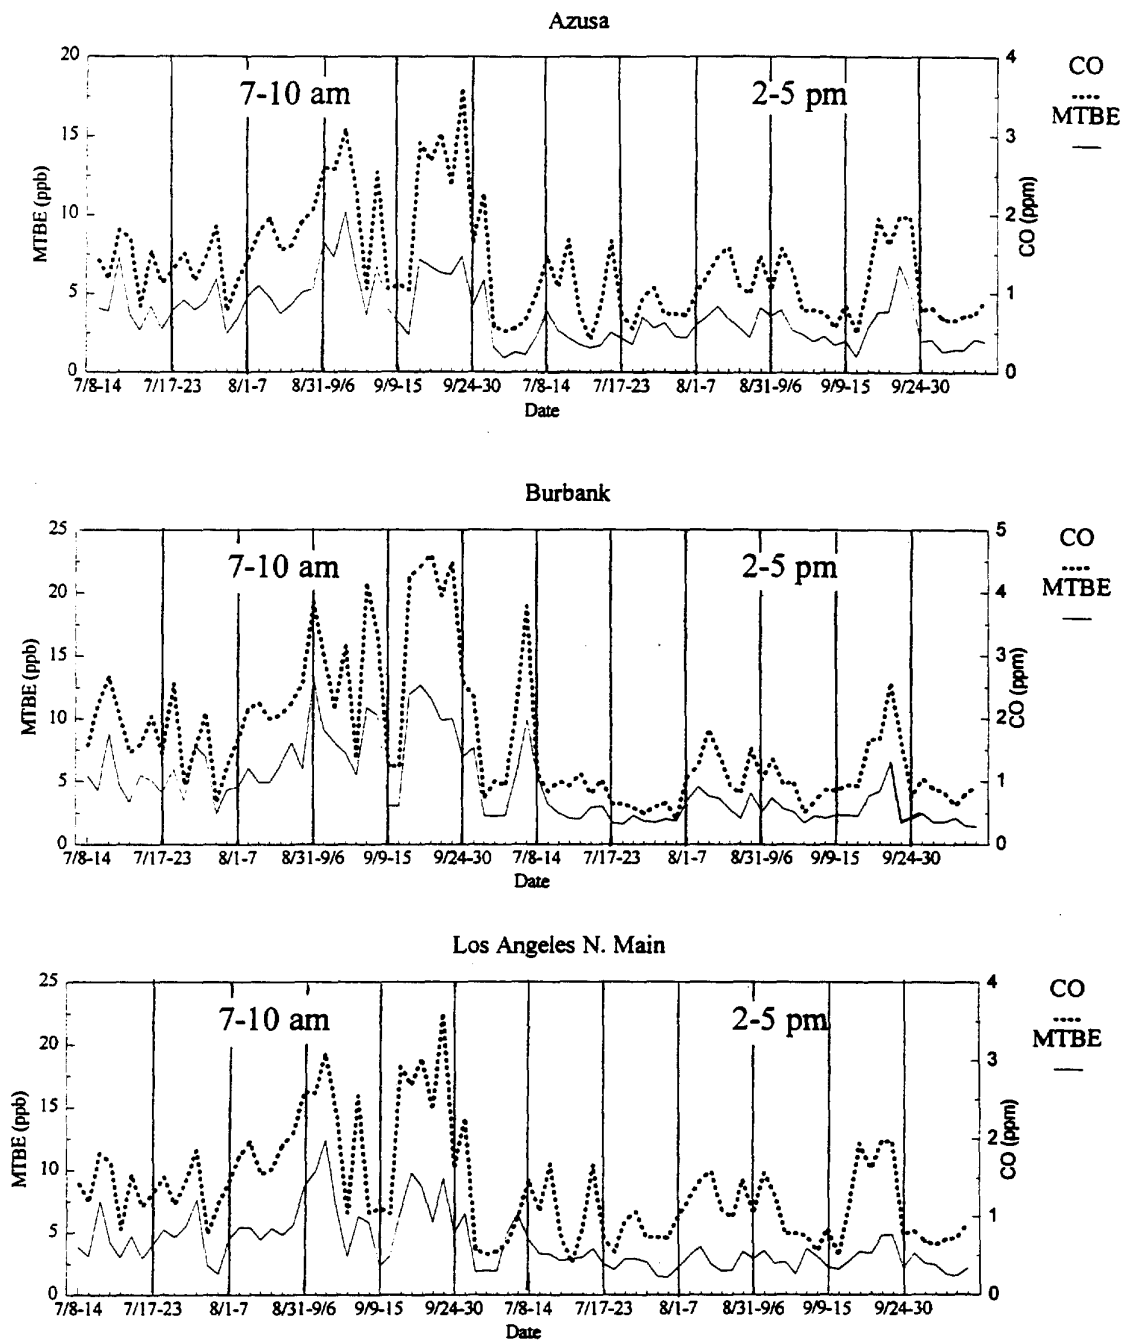 Azusa
20
15
10
5
0
MTBE (ppb)
7-10 am
2-5 pm
4
3
2
1
0
CO (ppm)
CO
MTBE
7/8-14 7/17-23 8/1-7 8/31-9/6 9/9-15 9/24-30 7/8-14 7/17-23 8/1-7 8/31-9/6 9/9-15 9/24-30
Date
Burbank
25
20
15
10
5
0
MTBE (ppb)
7-10 am
2-5 pm
5
4
3
2
1
0
CO (ppm)
CO
MTBE
7/8-14 7/17-23 8/1-7 8/31-9/6 9/9-15 9/24-30 7/8-14 7/17-23 8/1-7 8/31-9/6 9/9-15 9/24-30
Date
Los Angeles N. Main
25
20
15
10
5
0
MTBE (ppb)
7-10 am
2-5 pm
4
3
2
1
0
CO (ppm)
CO
MTBE
7/8-14 7/17-23 8/1-7 8/31-9/6 9/9-15 9/24-30 7/8-14 7/17-23 8/1-7 8/31-9/6 9/9-15 9/24-30
Date